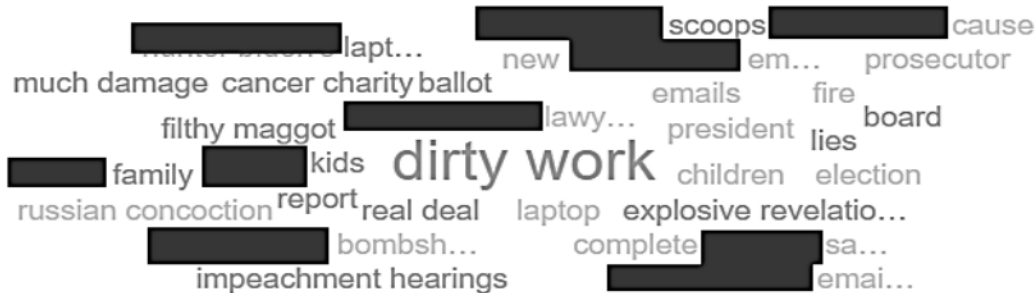 scoops cause
lapt…
new em… prosecutor
much damage cancer charity ballot
emails fire
filthy maggot lawy… president lies board
family kids dirty work children election
russian concoction report real deal laptop explosive revelatio…
bombsh… complete sa…
impeachment hearings emai…